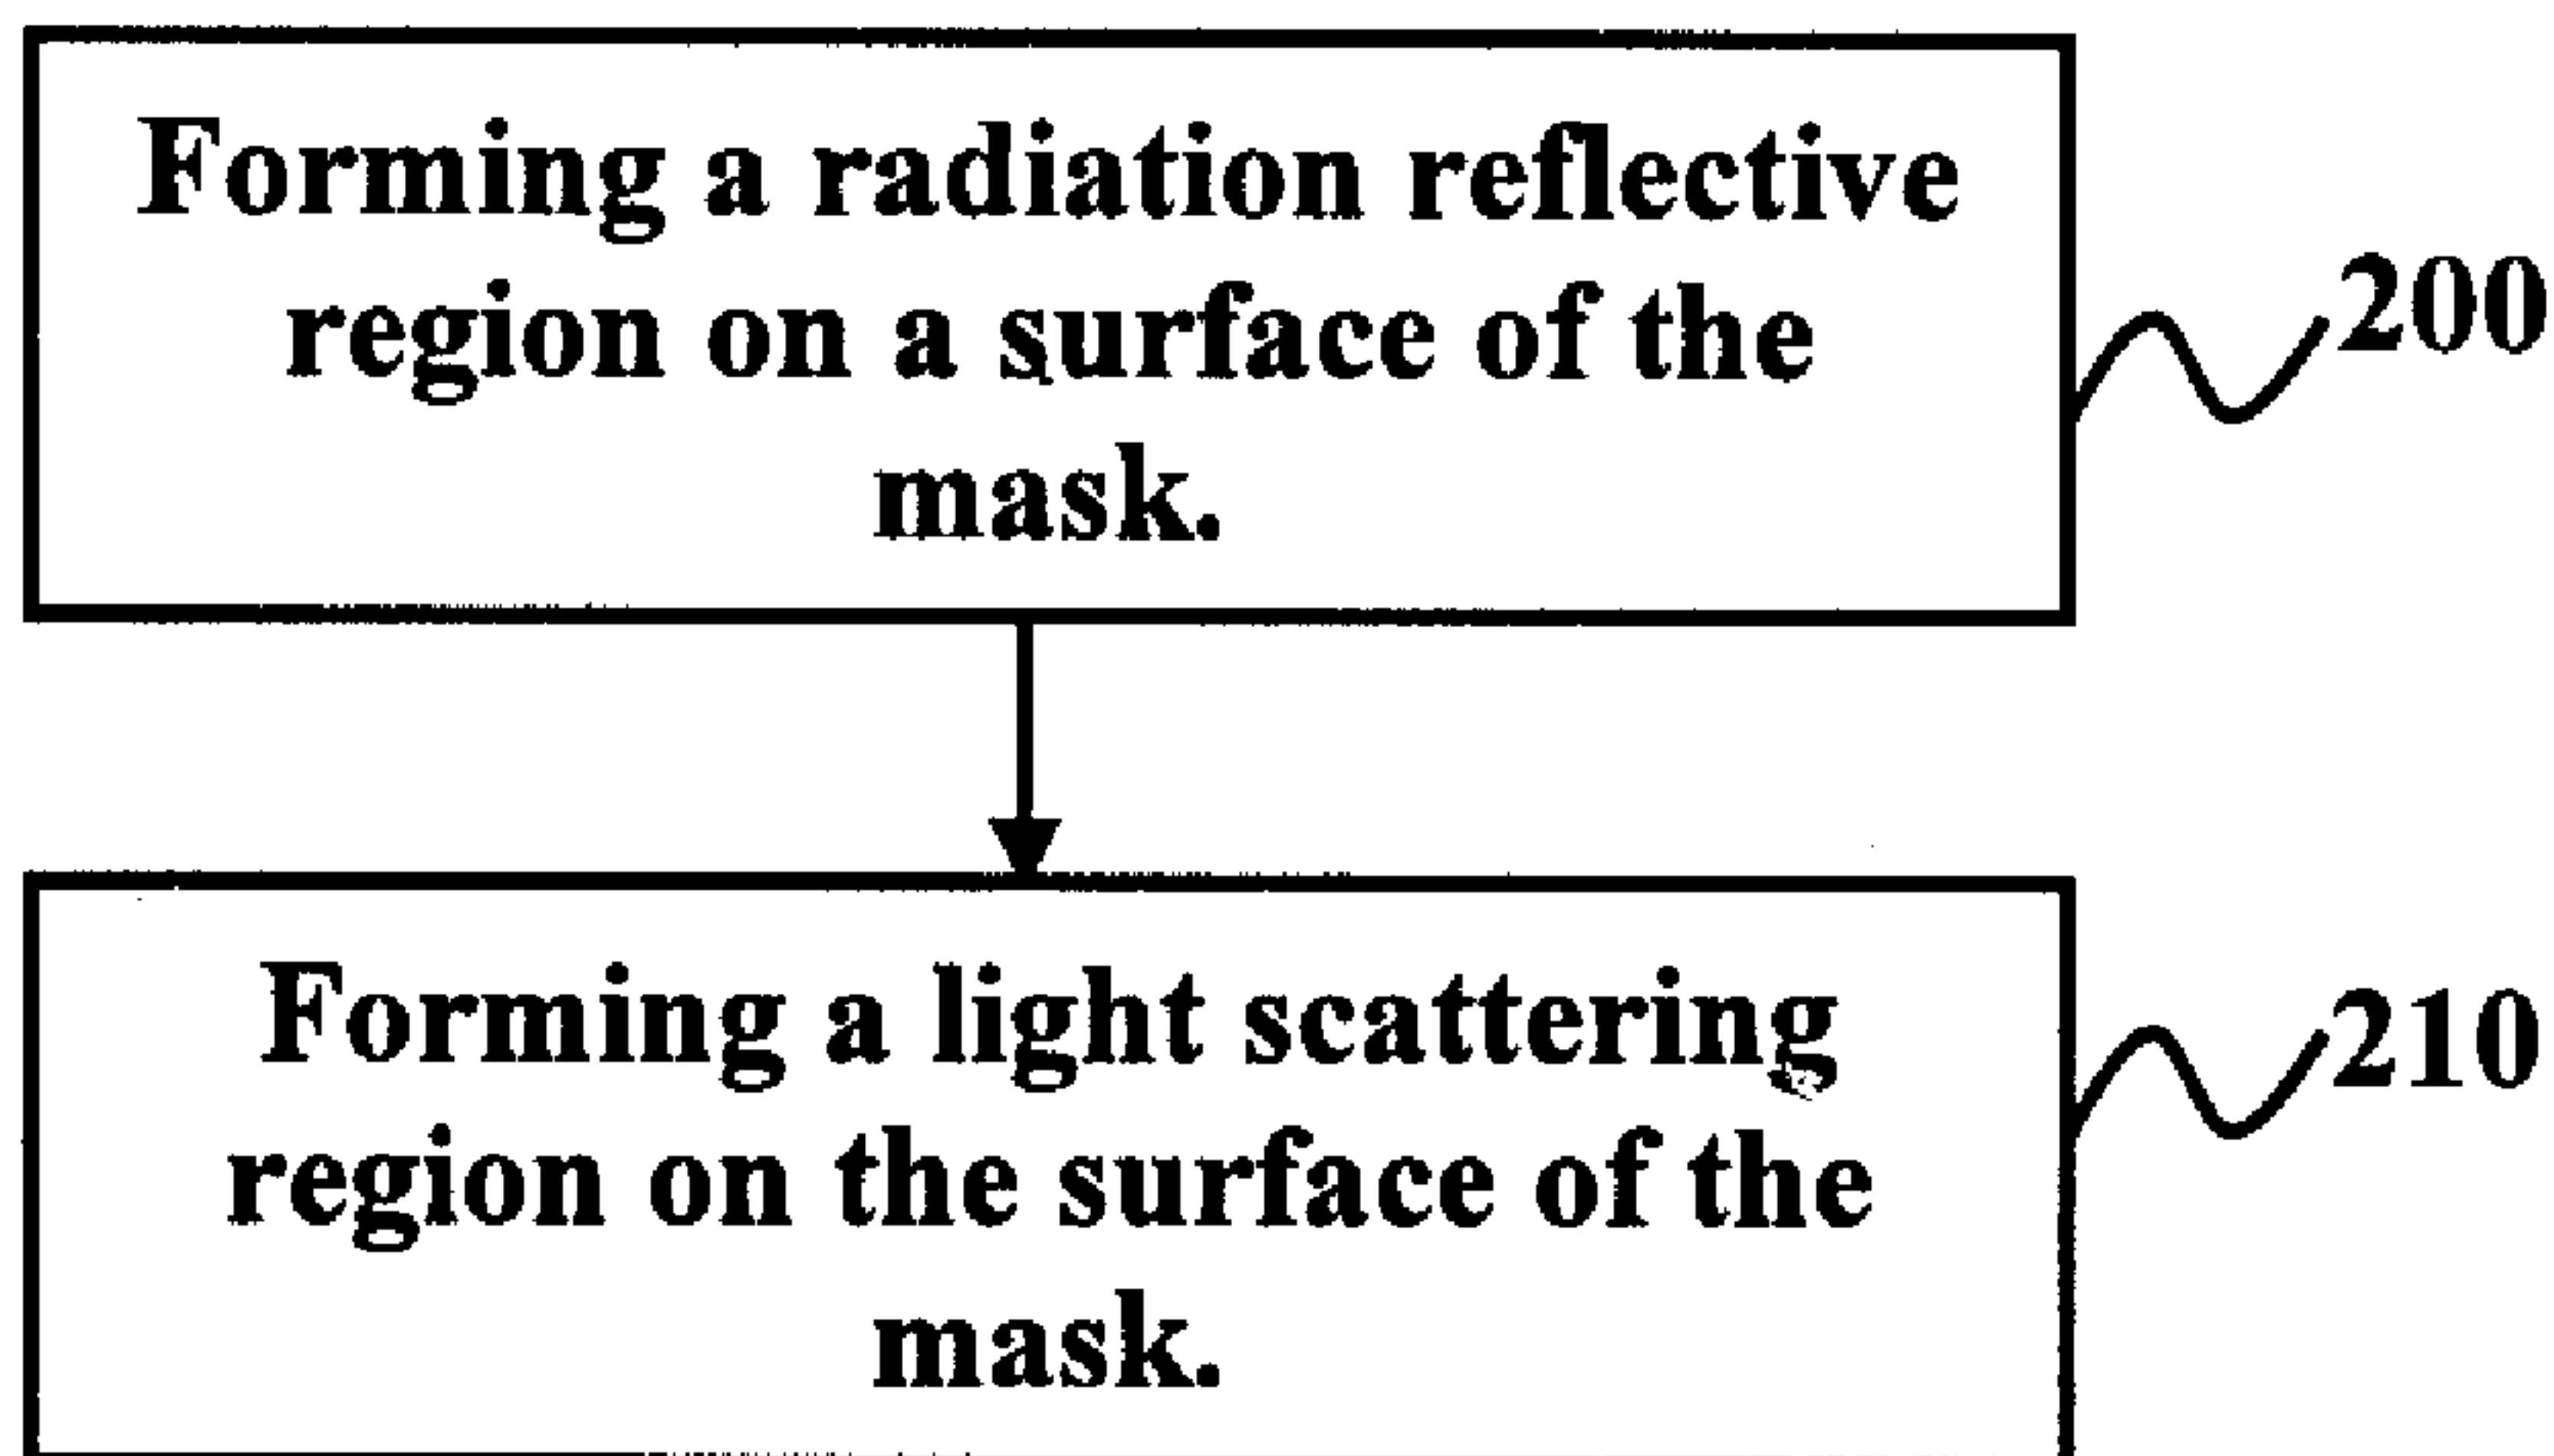 Forming a radiation reflective
region on a surface of the
mask.
200
Forming a light scattering
region on the surface of the
mask.
210